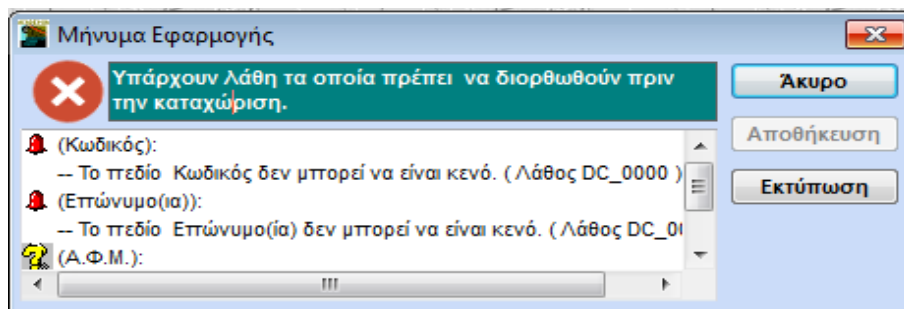 Μήνυμα Εφαρμογής
Υπάρχουν Λάθη τα οποία πρέπει να διορθωθούν πριν
την καταχώριση.
Άκυρο
Αποθήκευση
Εκτύπωση
(Κωδικός):
-- Το πεδίο Κωδικός δεν μπορεί να είναι κενό. ( Λάθος DC_0000 )
(Επώνυμο(ια)):
-- Το πεδίο Επώνυμο(ία) δεν μπορεί να είναι κενό. ( Λάθος
(Α.Φ.Μ.):